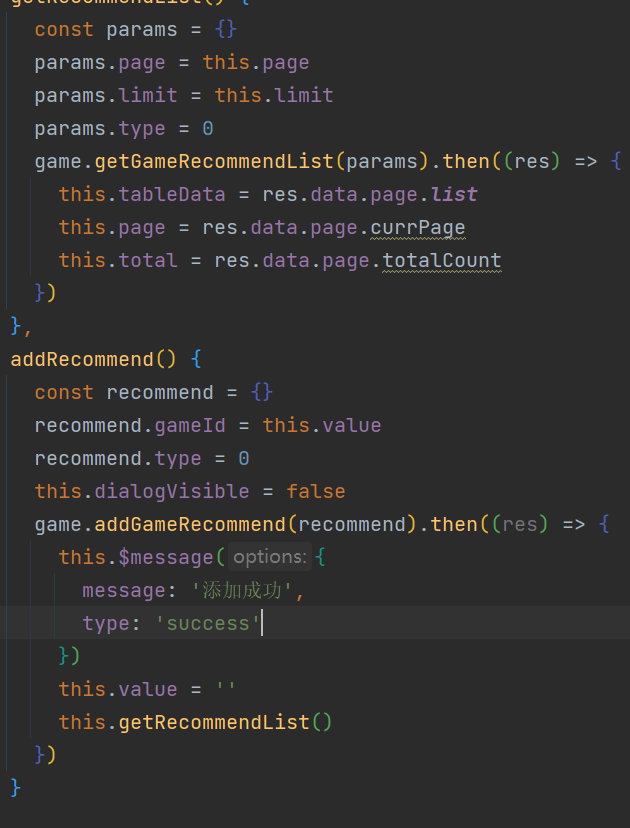 getRecommendList() {
const params = {}
params.page = this.page
params.limit = this.limit
params.type = 0
game.getGameRecommendList(params).then((res) => {
this.tableData = res.data.page.list
this.page = res.data.page.currPage
this.total = res.data.page.totalCount
})
},
addRecommend() {
const recommend = {}
recommend.gameId = this.value
recommend.type = 0
this.dialogVisible = false
game.addGameRecommend(recommend).then((res) => {
this.$message( options: {
message: '添加成功',
type: 'success'
})
this.value = ''
this.getRecommendList()
})
}